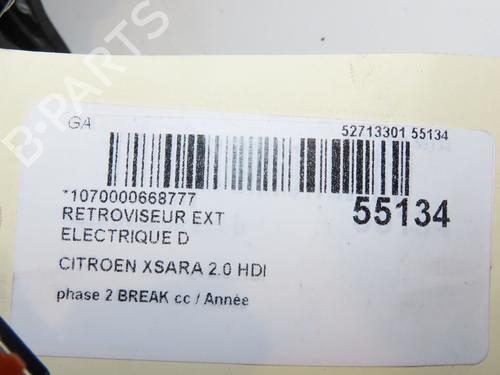 GA
52713301 55134
*1070000668777
55134
RETROVISEUR EXT
ELECTRIQUE D
CITROEN XSARA 2.0 HDI
phase 2 BREAK cc / Année
B-PARTS